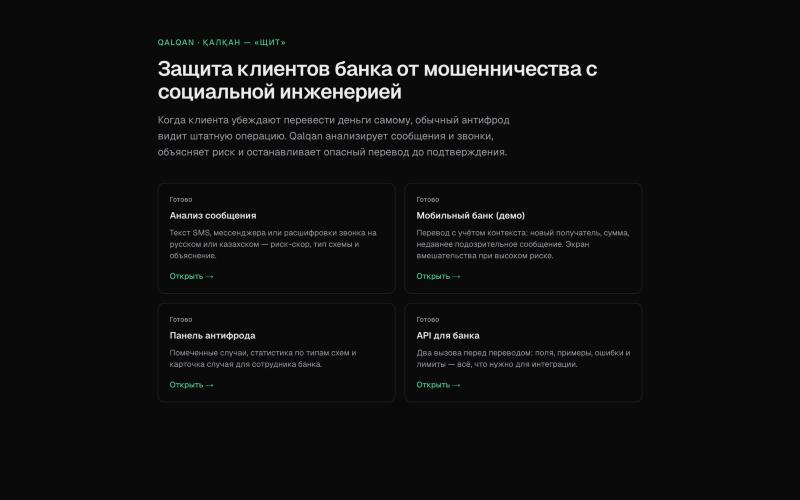 QALQAN · ҚАЛҚАН — «ЩИТ»
Защита клиентов банка от мошенничества с
социальной инженерией
Когда клиента убеждают перевести деньги самому, обычный антифрод
видит штатную операцию. Qalqan анализирует сообщения и звонки,
объясняет риск и останавливает опасный перевод до подтверждения.
Готово
Анализ сообщения
Текст SMS, мессенджера или расшифровки звонка на
русском или казахском — риск-скор, тип схемы и
объяснение.
Открыть →
Готово
Мобильный банк (демо)
Перевод с учётом контекста: новый получатель, сумма,
недавнее подозрительное сообщение. Экран
вмешательства при высоком риске.
Открыть →
Готово
Панель антифрода
Помеченные случаи, статистика по типам схем и
карточка случая для сотрудника банка.
Открыть →
Готово
API для банка
Два вызова перед переводом: поля, примеры, ошибки и
лимиты — всё, что нужно для интеграции.
Открыть →